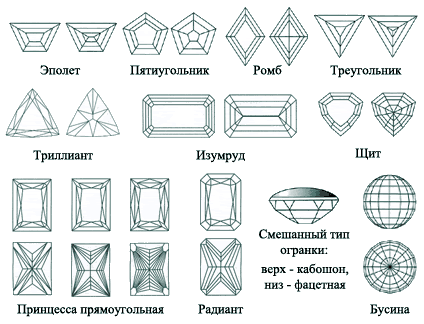 Эполет
Пятиугольник
Ромб
Треугольник
Триллиант
Изумруд
Щит
Принцесса прямоугольная
Радиант
Смешанный тип
огранки:
верх - кабошон,
низ - фацетная
Бусина